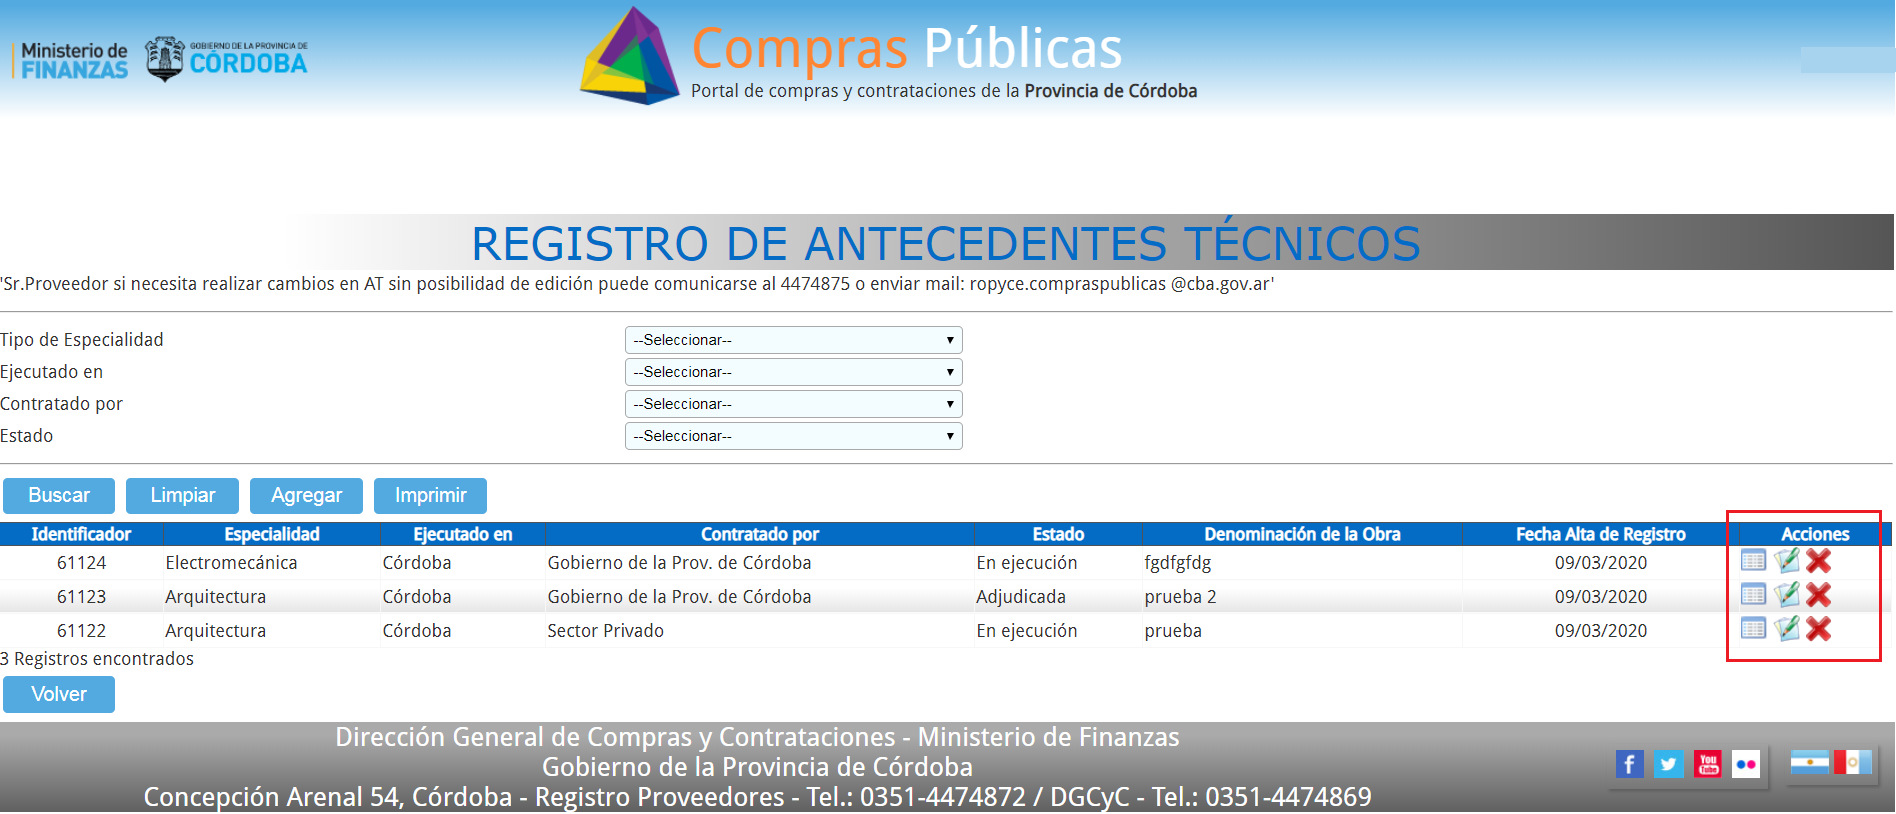 Ministerio de
FINANZAS
GOBIERNO DE LA PROVINCIA DE
CÓRDOBA
Compras Públicas
Portal de compras y contrataciones de la Provincia de Córdoba
REGISTRO DE ANTECEDENTES TÉCNICOS
'Sr.Proveedor si necesita realizar cambios en AT sin posibilidad de edición puede comunicarse al 4474875 o enviar mail: ropyce.compraspublicas @cba.gov.ar'
Tipo de Especialidad --Seleccionar--
Ejecutado en --Seleccionar--
Contratado por --Seleccionar--
Estado --Seleccionar--
Buscar Limpiar Agregar Imprimir
Identificador Especialidad Ejecutado en Contratado por Estado Denominación de la Obra Fecha Alta de Registro Acciones
61124 Electromecánica Córdoba Gobierno de la Prov. de Córdoba En ejecución fgdfgfdg 09/03/2020
61123 Arquitectura Córdoba Gobierno de la Prov. de Córdoba Adjudicada prueba 2 09/03/2020
61122 Arquitectura Córdoba Sector Privado En ejecución prueba 09/03/2020
3 Registros encontrados
Volver
Dirección General de Compras y Contrataciones - Ministerio de Finanzas
Gobierno de la Provincia de Córdoba
Concepción Arenal 54, Córdoba - Registro Proveedores - Tel.: 0351-4474872 / DGCyC - Tel.: 0351-4474869
f
You
Tube